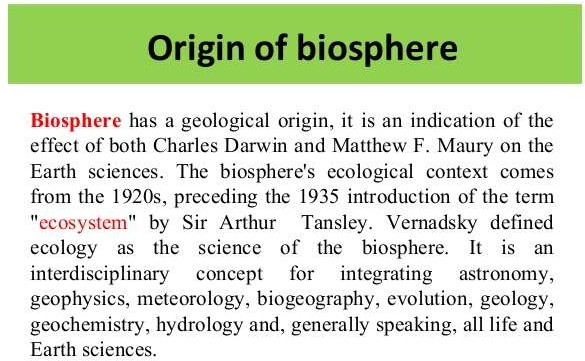 Origin of biosphere
Biosphere has a geological origin, it is an indication of the
effect of both Charles Darwin and Matthew F. Maury on the
Earth sciences. The biosphere's ecological context comes
from the 1920s, preceding the 1935 introduction of the term
"ecosystem" by Sir Arthur Tansley. Vernadsky defined
ecology as the science of the biosphere. It is an
interdisciplinary concept for integrating astronomy,
geophysics, meteorology, biogeography, evolution, geology,
geochemistry, hydrology and, generally speaking, all life and
Earth sciences.